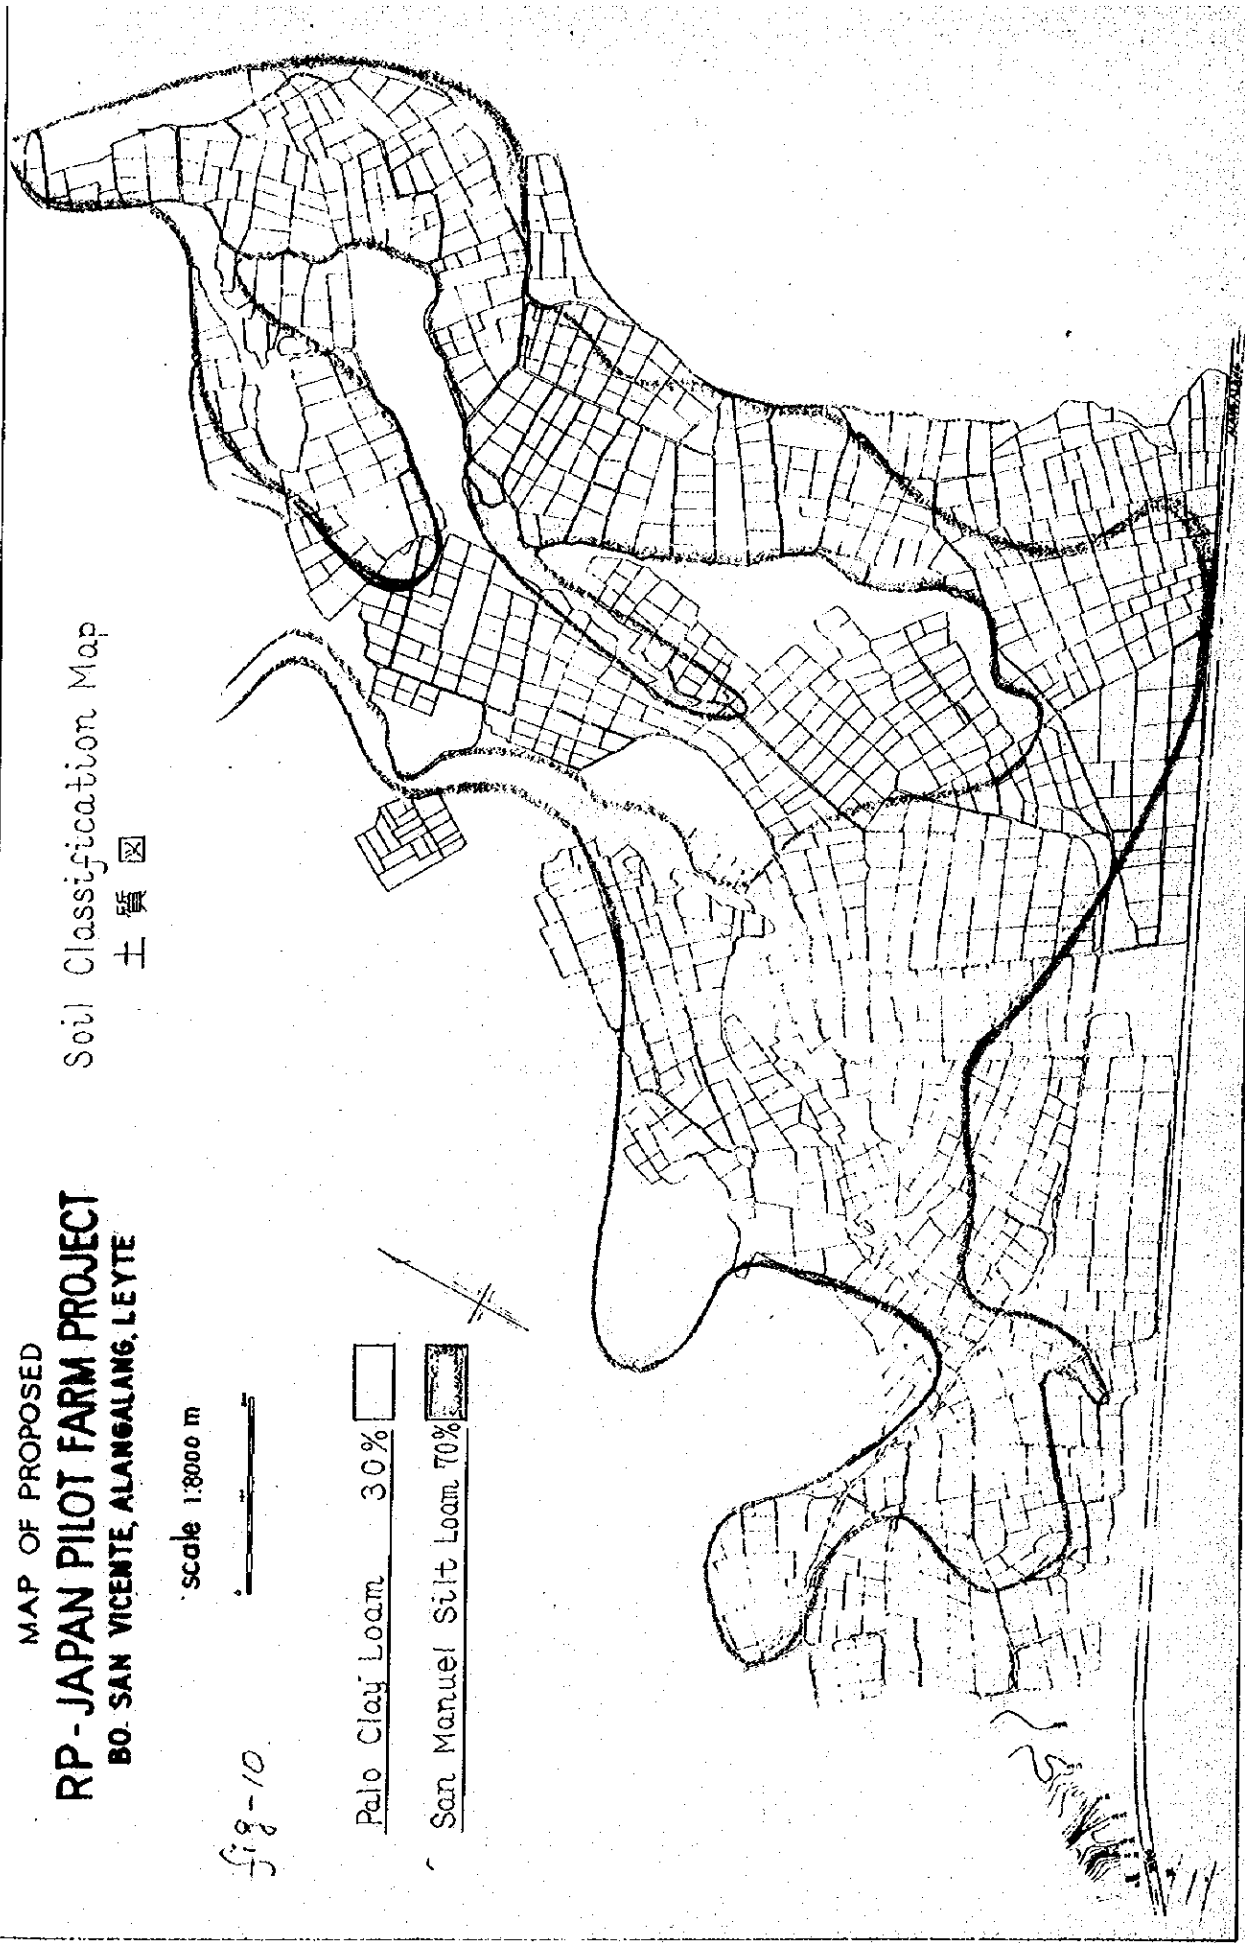 MAP OF PROPOSED
RP-JAPAN PILOT FARM PROJECT
BO. SAN VICENTE, ALANGALANG, LEYTE
Soil Classification Map
土質図
scale 1:8000 m
fig-10
Palo Clay Loam 30%
San Manuel Silt Loam 70%